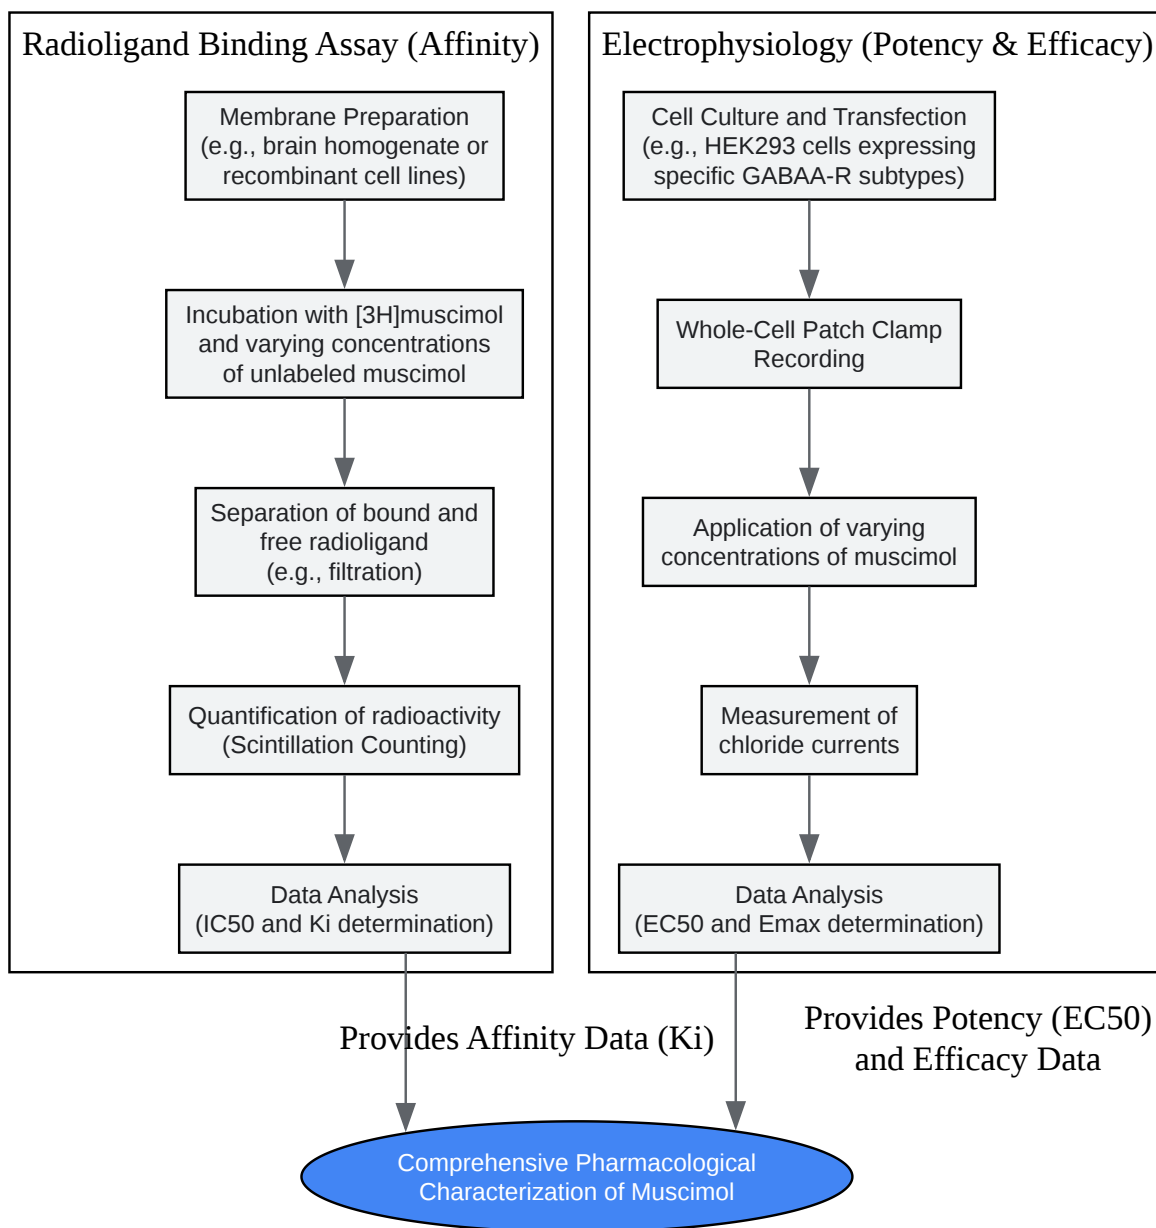 Radioligand Binding Assay (Affinity)
Membrane Preparation
(e.g., brain homogenate or
recombinant cell lines)
Incubation with [3H]muscimol
and varying concentrations
of unlabeled muscimol
Separation of bound and
free radioligand
(e.g., filtration)
Quantification of radioactivity
(Scintillation Counting)
Data Analysis
(IC50 and Ki determination)
Electrophysiology (Potency & Efficacy)
Cell Culture and Transfection
(e.g., HEK293 cells expressing
specific GABAA-R subtypes)
Whole-Cell Patch Clamp
Recording
Application of varying
concentrations of muscimol
Measurement of
chloride currents
Data Analysis
(EC50 and Emax determination)
Provides Affinity Data (Ki)
Provides Potency (EC50)
and Efficacy Data
Comprehensive Pharmacological
Characterization of Muscimol